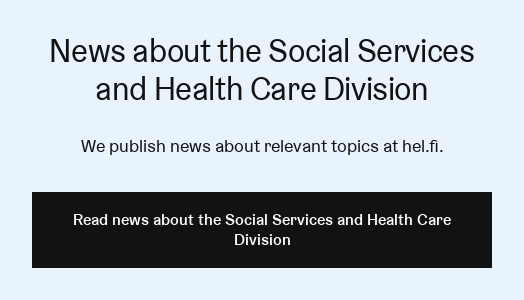 News about the Social Services
and Health Care Division
We publish news about relevant topics at hel.fi.
Read news about the Social Services and Health Care
Division